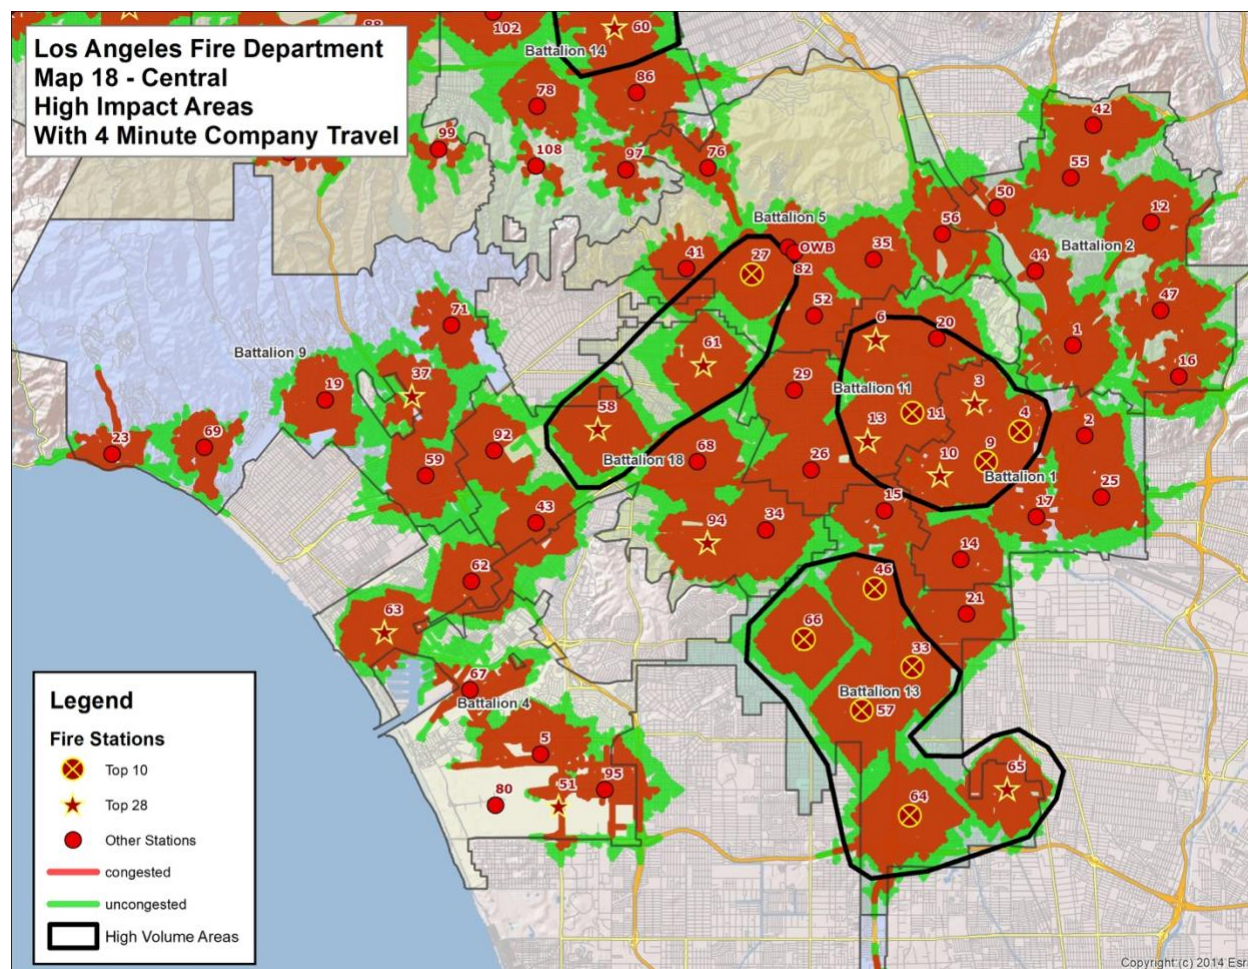 Los Angeles Fire Department
Map 18 - Central
High Impact Areas
With 4 Minute Company Travel
88
102
60
Battalion 14
78
86
42
99
108
97
76
55
50
12
Battalion 5
56
Battalion 2
41
27
OWB
82
35
44
71
52
47
6
20
1
Battalion 9
61
16
19
37
29
3
Battalion 11
58
13
11
4
2
23
69
92
59
Battalion 18
68
26
10
9
Battalion 1
25
43
94
34
15
17
14
62
46
21
63
66
33
67
Battalion 4
Battalion 13
57
5
80
51
95
65
64
Legend
Fire Stations
Top 10
Top 28
Other Stations
congested
uncongested
High Volume Areas
Copyright:(c) 2014 Esri